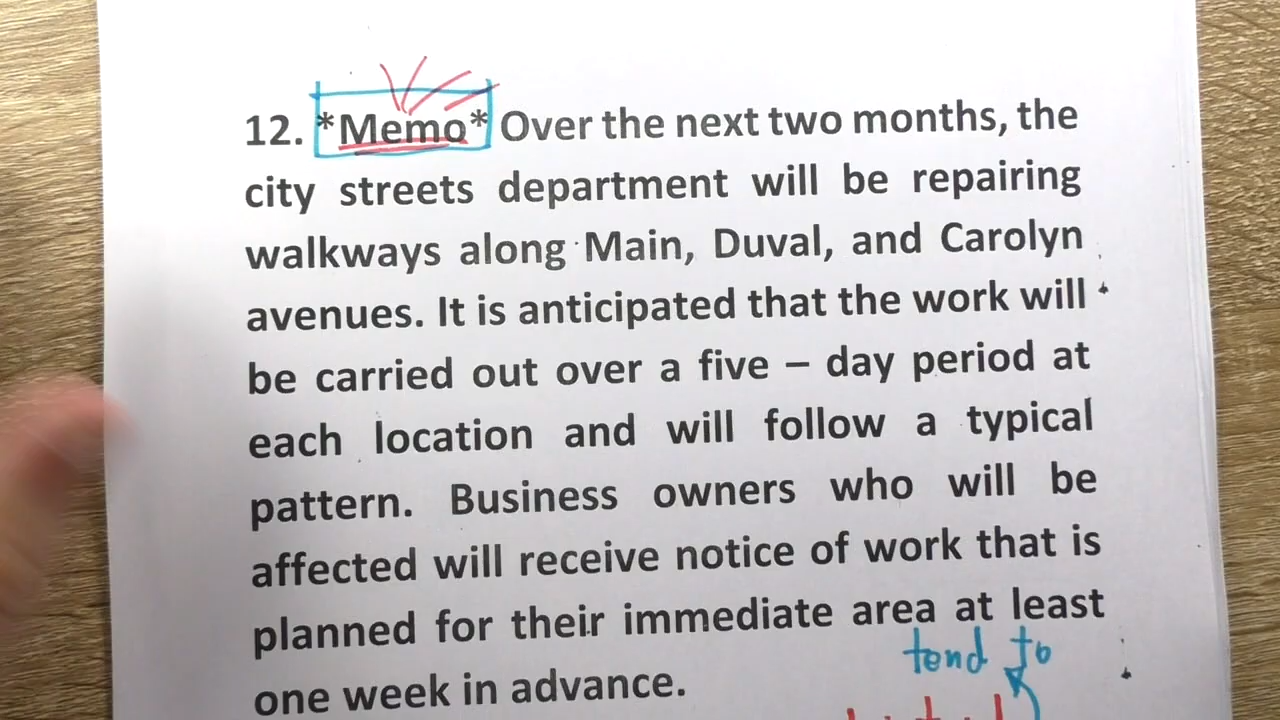 12. *Memo* Over the next two months, the
city streets department will be repairing
walkways along Main, Duval, and Carolyn
avenues. It is anticipated that the work will
be carried out over a five – day period at
each location and will follow a typical
pattern. Business owners who will be
affected will receive notice of work that is
planned for their immediate area at least
one week in advance.
tend to